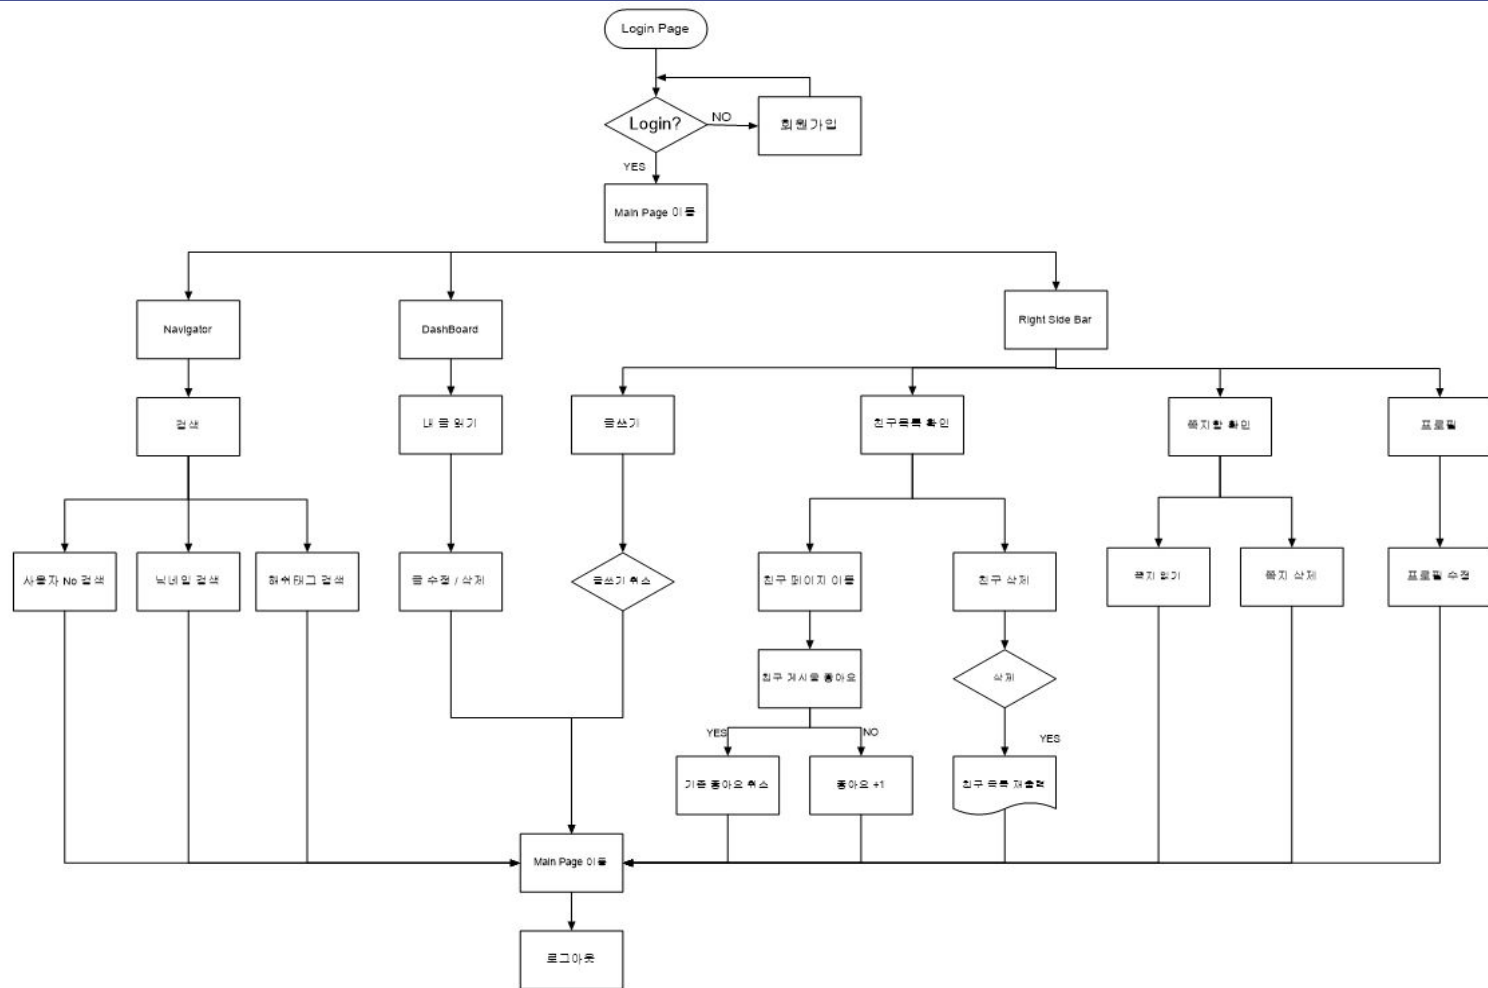 Login Page
Login?
NO
회원가입
YES
Main Page 이동
Navigator
DashBoard
Right Side Bar
검색
내 글 읽기
글쓰기
친구목록 확인
쪽지함 확인
프로필
사용자 No 검색
닉네임 검색
해쉬태그 검색
글 수정 / 삭제
글쓰기 취소
친구 페이지 이동
친구 삭제
쪽지 읽기
쪽지 삭제
프로필 수정
친구 게시물 좋아요
삭제
YES
NO
YES
기존 좋아요 취소
좋아요 +1
친구 목록 재출력
Main Page 이동
로그아웃